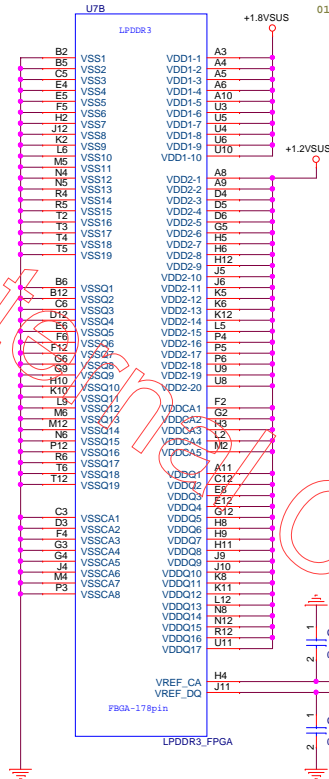 U7B
01
+1.8VSUS
LPDDR3
B2 VSS1
B5 VSS2
C5 VSS3
E4 VSS4
E5 VSS5
F5 VSS6
H2 VSS7
J12 VSS8
K2 VSS9
L6 VSS10
M5 VSS11
N4 VSS12
N5 VSS13
R4 VSS14
R5 VSS15
T2 VSS16
T3 VSS17
T4 VSS18
T5 VSS19
B6 VSSQ1
B12 VSSQ2
C6 VSSQ3
D12 VSSQ4
E6 VSSQ5
F6 VSSQ6
F12 VSSQ7
G6 VSSQ8
G9 VSSQ9
H10 VSSQ10
K10 VSSQ11
L9 VSSQ12
M6 VSSQ13
M12 VSSQ14
N6 VSSQ15
P12 VSSQ16
R6 VSSQ17
T6 VSSQ18
T12 VSSQ19
C3 VSSCA1
D3 VSSCA2
F4 VSSCA3
G3 VSSCA4
G4 VSSCA5
J4 VSSCA6
M4 VSSCA7
P3 VSSCA8
VDD1-1 A3
VDD1-2 A4
VDD1-3 A5
VDD1-4 A6
VDD1-5 A10
VDD1-6 U3
VDD1-7 U5
VDD1-8 U4
VDD1-9 U6
VDD1-10 U10
+1.2VSUS
VDD2-1 A8
VDD2-2 A9
VDD2-3 D4
VDD2-4 D5
VDD2-5 D6
VDD2-6 G5
VDD2-7 H5
VDD2-8 H6
VDD2-9 H12
VDD2-10 J5
VDD2-11 J6
VDD2-12 K5
VDD2-13 K6
VDD2-14 K12
VDD2-15 L5
VDD2-16 P4
VDD2-17 P5
VDD2-18 P6
VDD2-19 U9
VDD2-20 U8
VDDCA1 F2
VDDCA2 G2
VDDCA3 H3
VDDCA4 L2
VDDCA5 M2
VDDQ1 A11
VDDQ2 C12
VDDQ3 E8
VDDQ4 E12
VDDQ5 G12
VDDQ6 H8
VDDQ7 H9
VDDQ8 H11
VDDQ9 J9
VDDQ10 J10
VDDQ11 K8
VDDQ12 K11
VDDQ13 L12
VDDQ14 N8
VDDQ15 N12
VDDQ16 R12
VDDQ17 U11
VREF_CA H4
VREF_DQ J11
FBGA-178pin
LPDDR3_FPGA
1
2
1
2